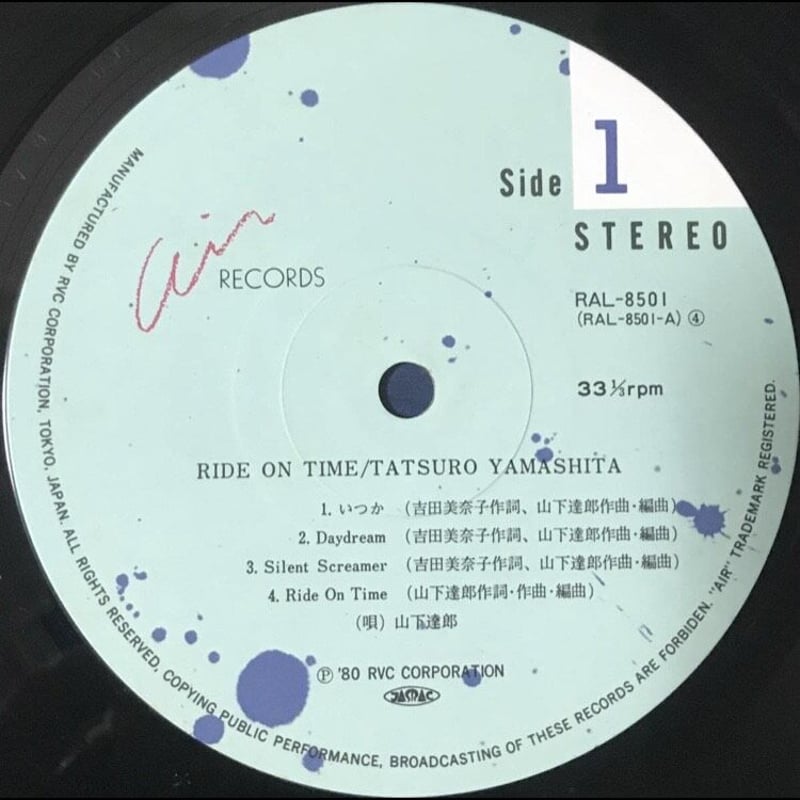 Side 1
STEREO
air RECORDS
RAL-8501
(RAL-8501-A) ④
33⅓rpm
RIDE ON TIME/TATSURO YAMASHITA
1. いつか (吉田美奈子作詞、山下達郎作曲・編曲)
2. Daydream (吉田美奈子作詞、山下達郎作曲・編曲)
3. Silent Screamer (吉田美奈子作詞、山下達郎作曲・編曲)
4. Ride On Time (山下達郎作詞・作曲・編曲)
(唄) 山下達郎
Ⓟ '80 RVC CORPORATION
JASRAC
MANUFACTURED BY RVC CORPORATION, TOKYO, JAPAN. ALL RIGHTS RESERVED, COPYING, PUBLIC PERFORMANCE, BROADCASTING OF THESE RECORDS ARE FORBIDEN. "AIR" TRADEMARK REGISTERED.